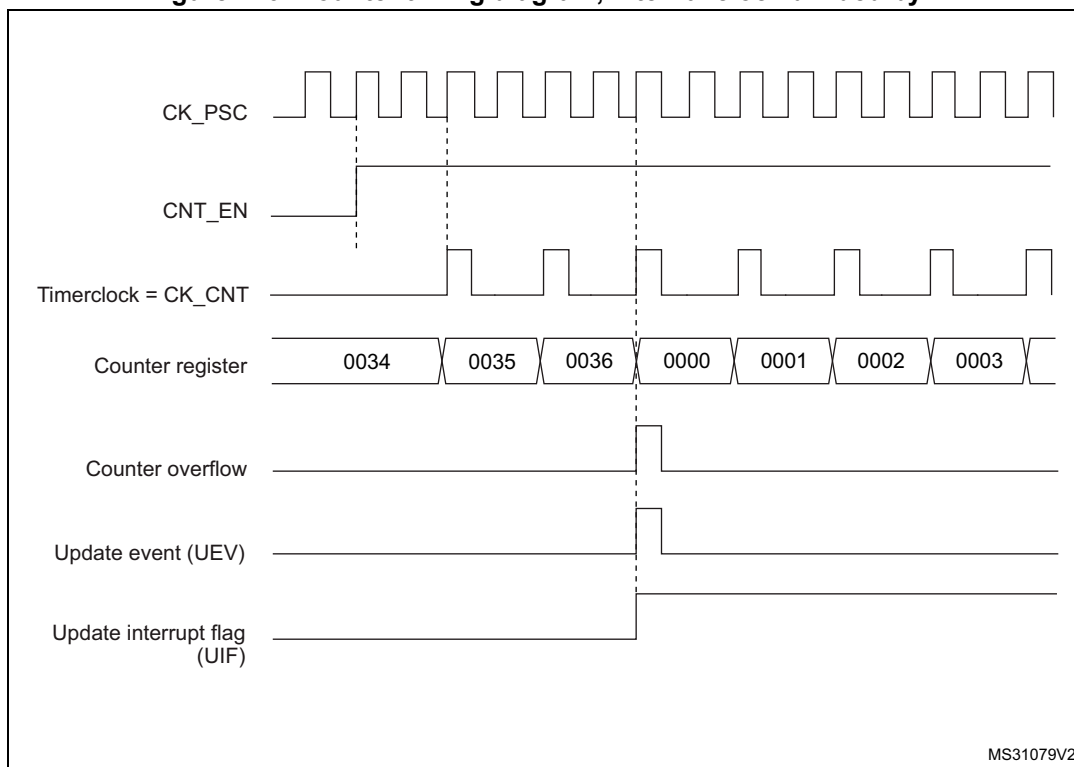 CK_PSC
CNT_EN
Timerclock = CK_CNT
Counter register
0034 0035 0036 0000 0001 0002 0003
Counter overflow
Update event (UEV)
Update interrupt flag
(UIF)
MS31079V2